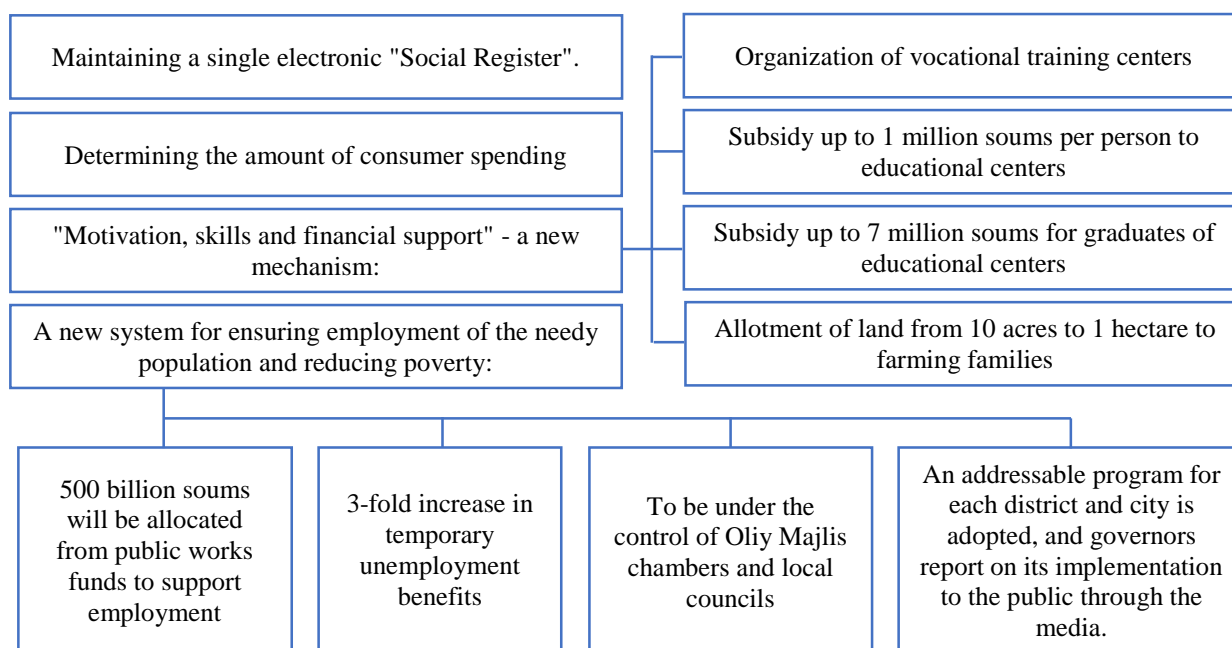 Maintaining a single electronic "Social Register".
Determining the amount of consumer spending
"Motivation, skills and financial support" - a new
mechanism:
A new system for ensuring employment of the needy
population and reducing poverty:
Organization of vocational training centers
Subsidy up to 1 million soums per person to
educational centers
Subsidy up to 7 million soums for graduates of
educational centers
Allotment of land from 10 acres to 1 hectare to
farming families
500 billion soums
will be allocated
from public works
funds to support
employment
3-fold increase in
temporary
unemployment
benefits
To be under the
control of Oliy Majlis
chambers and local
councils
An addressable program for
each district and city is
adopted, and governors
report on its implementation
to the public through the
media.